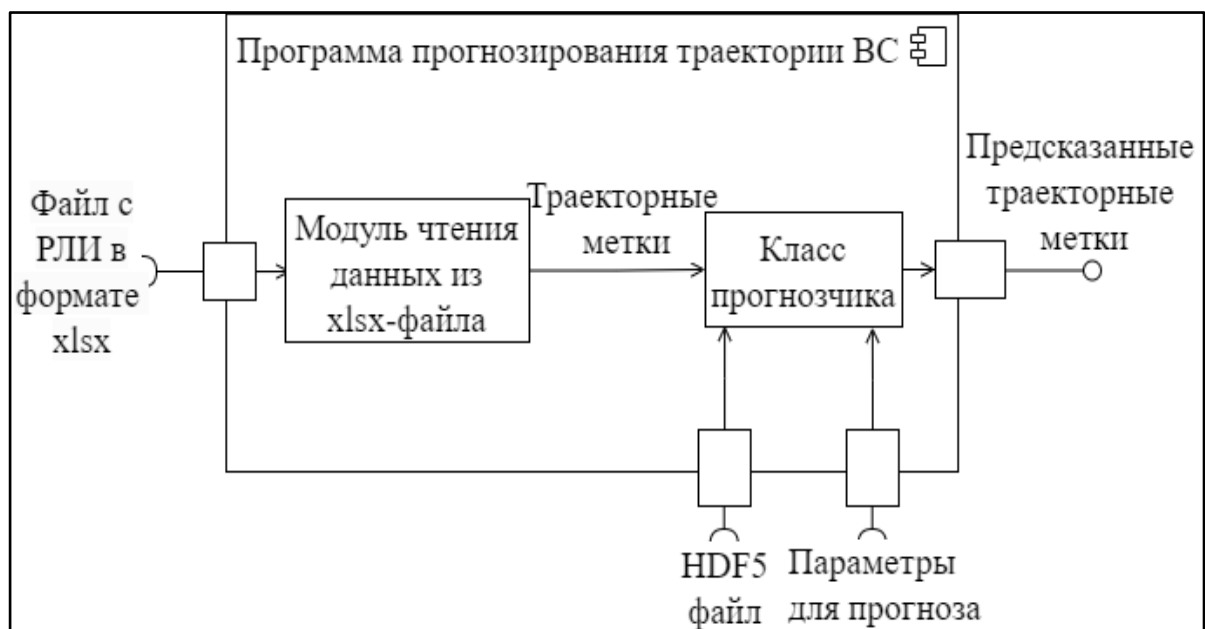 Программа прогнозирования траектории ВС
Файл с
РЛИ в
формате
xlsx
Модуль чтения
данных из
xlsx-файла
Траекторные
метки
Класс
прогнозчика
Предсказанные
траекторные
метки
HDF5
файл
Параметры
для прогноза